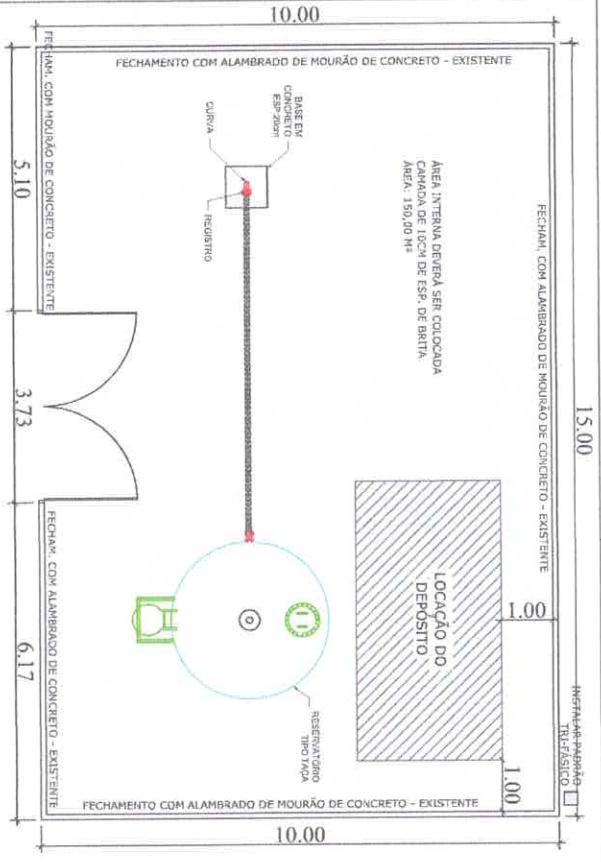 10.00
FECHAMENTO COM ALAMBRADO DE MOURÃO DE CONCRETO - EXISTENTE
FECHAM. COM MOURÃO DE CONCRETO - EXISTENTE
BASE EM
CONCRETO
ESP 20cm
CURVA
REGISTRO
ÁREA INTERNA DEVERÁ SER COLOCADA
CAMADA DE 10CM DE ESP. DE BRITA
ÁREA: 150,00 M²
FECHAM. COM ALAMBRADO DE MOURÃO DE CONCRETO - EXISTENTE
15.00
5.10
3.73
6.17
LOCAÇÃO DO
DEPÓSITO
1.00
1.00
INSTALAR PADRÃO
TRI-FÁSICO
RESERVATÓRIO
TIPO TAÇA
FECHAM. COM ALAMBRADO DE MOURÃO DE CONCRETO - EXISTENTE
FECHAMENTO COM ALAMBRADO DE MOURÃO DE CONCRETO - EXISTENTE
10.00